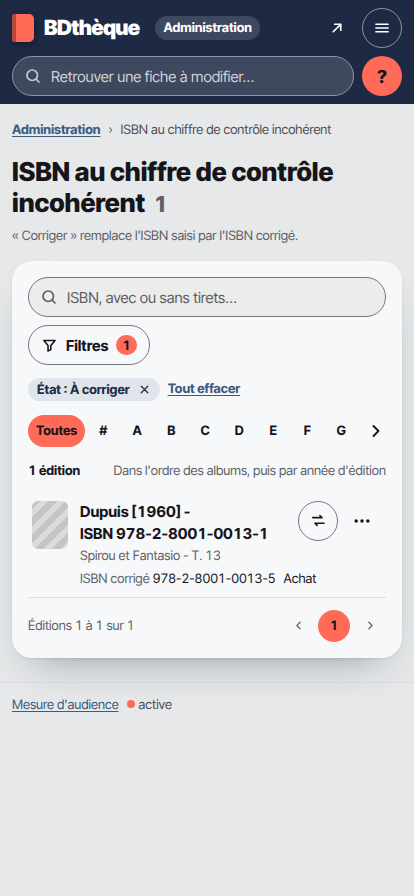 BDthèque Administration
Retrouver une fiche à modifier... ?
Administration › ISBN au chiffre de contrôle incohérent
ISBN au chiffre de contrôle
incohérent 1
« Corriger » remplace l'ISBN saisi par l'ISBN corrigé.
ISBN, avec ou sans tirets...
Filtres 1
État : À corriger × Tout effacer
Toutes # A B C D E F G
1 édition Dans l'ordre des albums, puis par année d'édition
Dupuis [1960] -
ISBN 978-2-8001-0013-1
Spirou et Fantasio - T. 13
ISBN corrigé 978-2-8001-0013-5 Achat
Éditions 1 à 1 sur 1 ‹ 1 ›
Mesure d'audience active